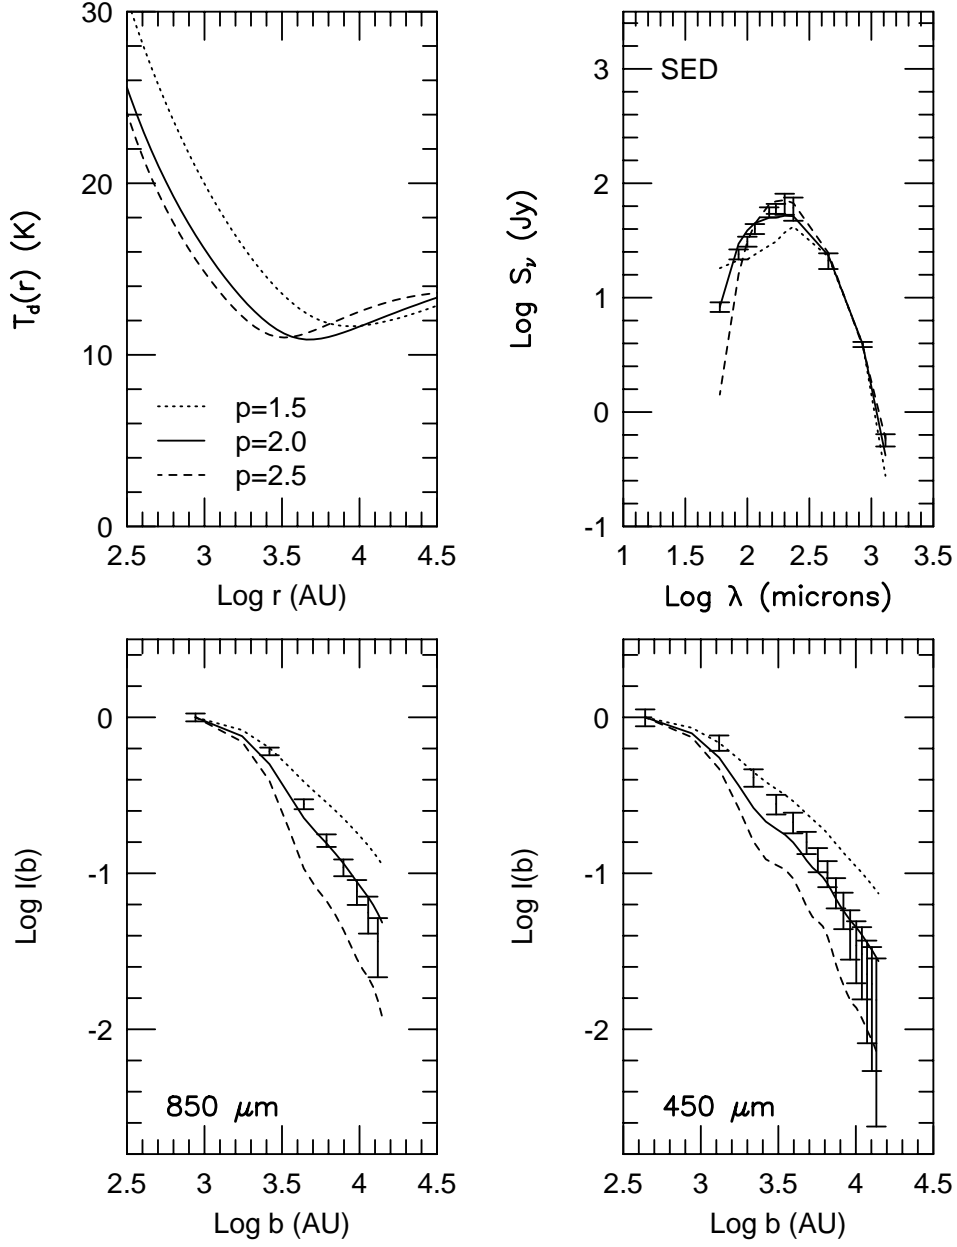 30
20
10
0
T_d(r) (K)
p=1.5
p=2.0
p=2.5
2.5 3 3.5 4 4.5
Log r (AU)
SED
3
2
1
0
-1
Log S_ν (Jy)
1 1.5 2 2.5 3 3.5
Log λ (microns)
0
-1
-2
Log I(b)
850 μm
2.5 3 3.5 4 4.5
Log b (AU)
0
-1
-2
Log I(b)
450 μm
2.5 3 3.5 4 4.5
Log b (AU)